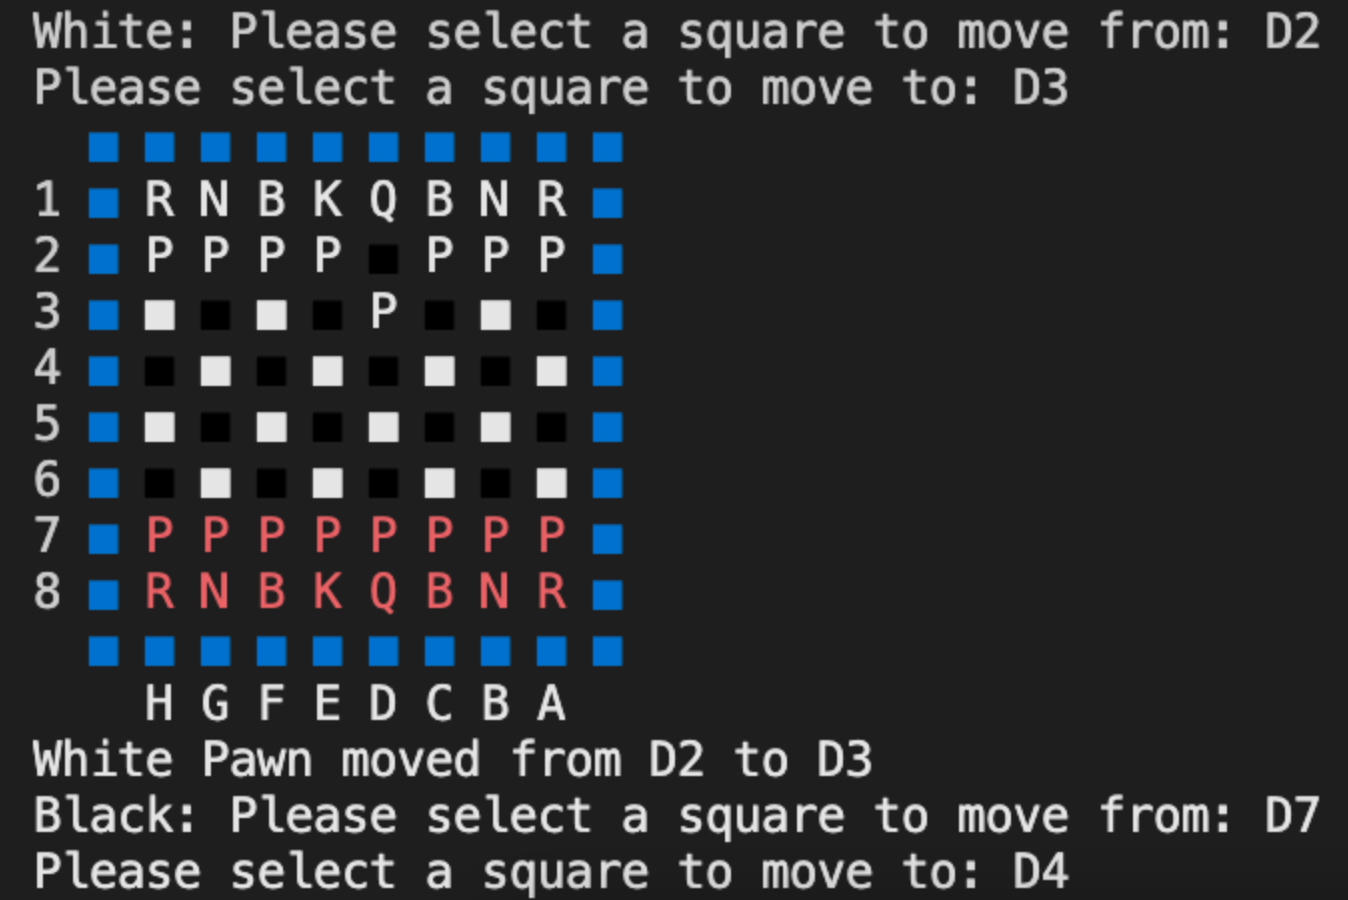 White: Please select a square to move from: D2
Please select a square to move to: D3
1 R N B K Q B N R
2 P P P P P P P
3 P
4
5
6
7 P P P P P P P P
8 R N B K Q B N R
H G F E D C B A
White Pawn moved from D2 to D3
Black: Please select a square to move from: D7
Please select a square to move to: D4